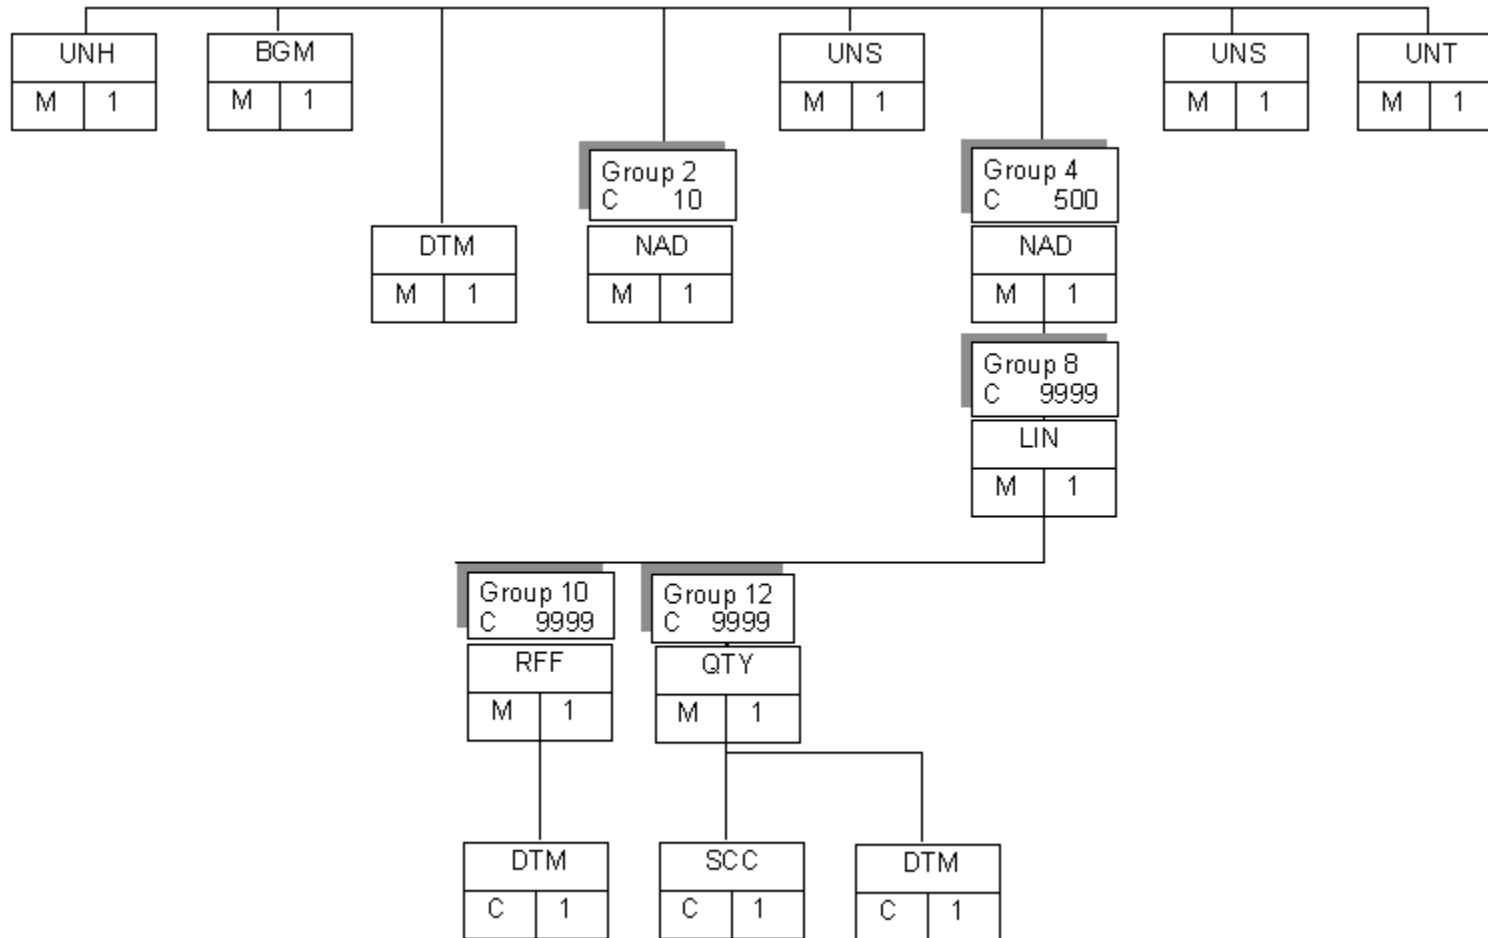 UNH
M 1
BGM
M 1
UNS
M 1
UNS
M 1
UNT
M 1
Group 2
C 10
Group 4
C 500
DTM
M 1
NAD
M 1
NAD
M 1
Group 8
C 9999
LIN
M 1
Group 10
C 9999
Group 12
C 9999
RFF
M 1
QTY
M 1
DTM
C 1
SCC
C 1
DTM
C 1